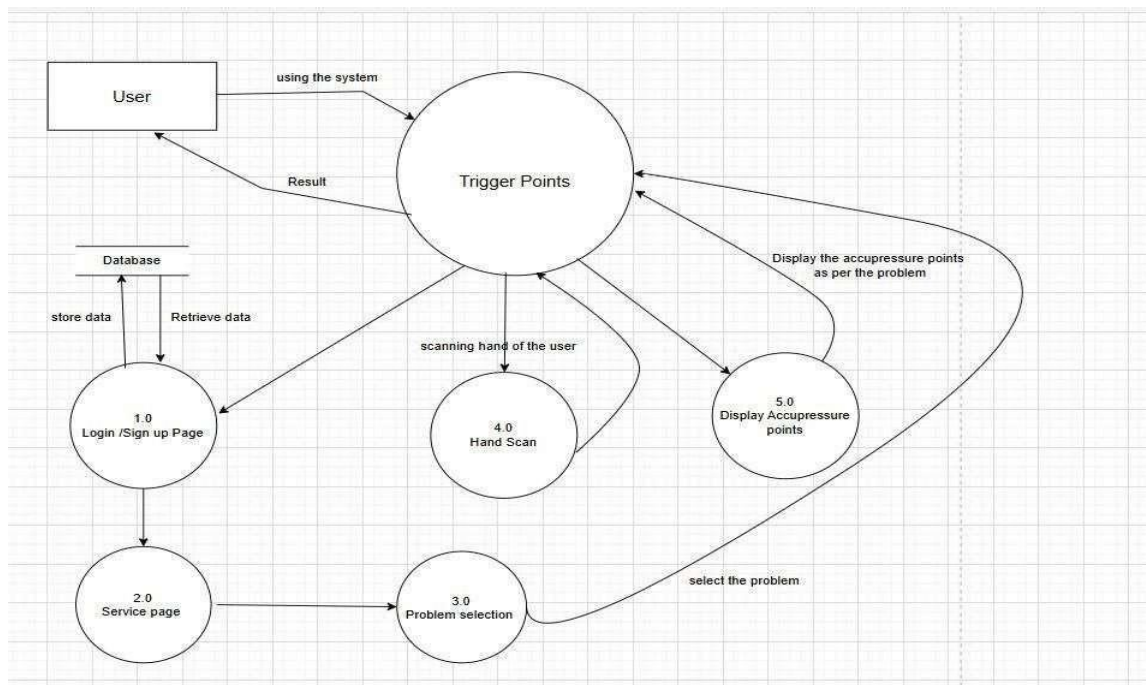 using the system
User
Trigger Points
Result
Database
Display the accupressure points
as per the problem
store data
Retrieve data
scanning hand of the user
1.0
Login /Sign up Page
4.0
Hand Scan
5.0
Display Accupressure
points
2.0
Service page
3.0
Problem selection
select the problem